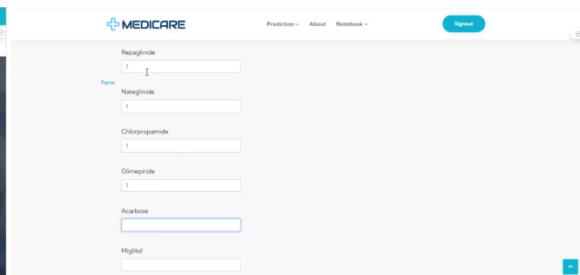 MEDICARE
Prediction
About
Notebook
Signout
Repaglinide
1
Form
Nateglinide
1
Chlorpropamide
1
Glimepiride
1
Acarbose
Miglitol